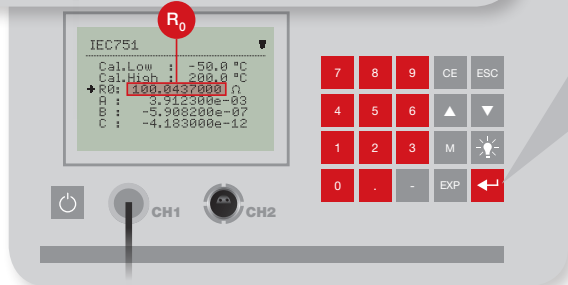 R0
IEC751
Cal.Low : -50.0 °C
Cal.High : 200.0 °C
R0: 100.0437000 Ω
A : 3.912300e-03
B : -5.908200e-07
C : -4.183000e-12
7 8 9 CE ESC
4 5 6
1 2 3 M
0 . - EXP
CH1 CH2